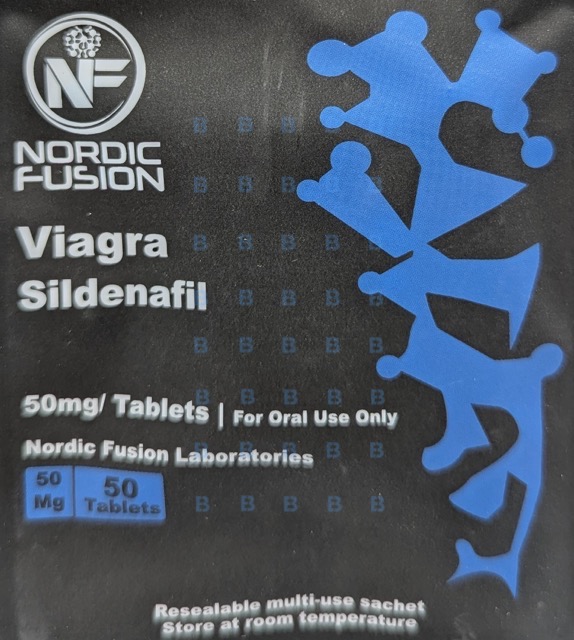 NF
NORDIC
FUSION
B B B
B B B B
Viagra
B B B B
Sildenafil
B B B B
B B B B
B B B B
50mg/ Tablets | For Oral Use Only
B B B B
Nordic Fusion Laboratories
50 Mg
50 Tablets
B B B B
Resealable multi-use sachet
Store at room temperature